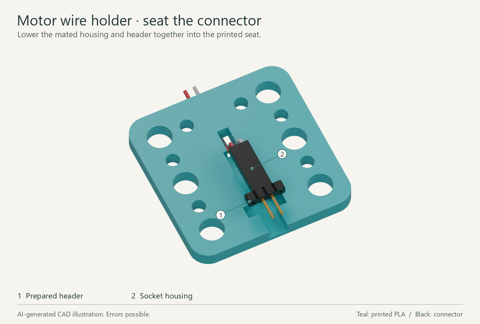 Motor wire holder · seat the connector
Lower the mated housing and header together into the printed seat.
2
1
1 Prepared header
2 Socket housing
AI-generated CAD illustration. Errors possible.
Teal: printed PLA / Black: connector